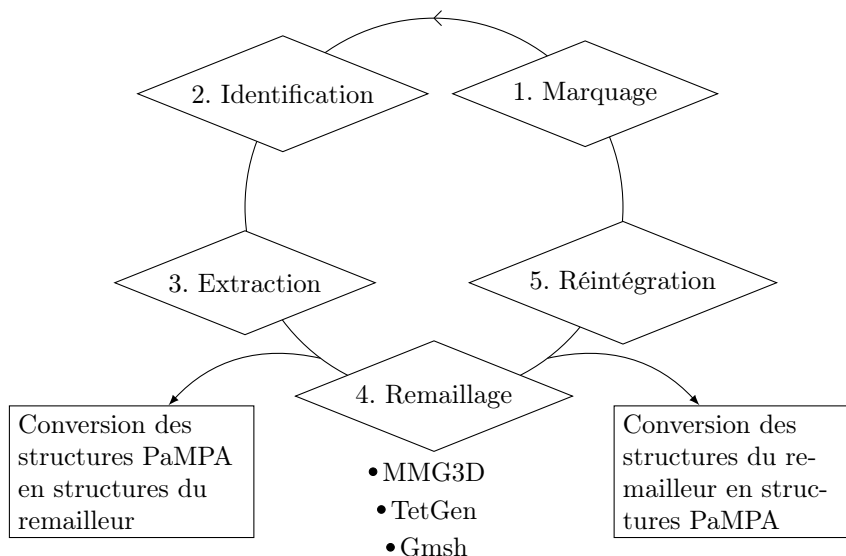 2. Identification
1. Marquage
3. Extraction
5. Réintégration
4. Remaillage
Conversion des
structures PaMPA
en structures du
remailleur
Conversion des
structures du re-
mailleur en struc-
tures PaMPA
• MMG3D
• TetGen
• Gmsh